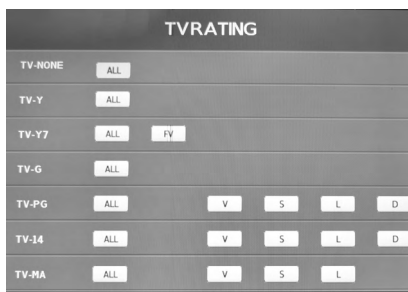 TVRATING
TV-NONE ALL
TV-Y ALL
TV-Y7 ALL FV
TV-G ALL
TV-PG ALL V S L D
TV-14 ALL V S L D
TV-MA ALL V S L